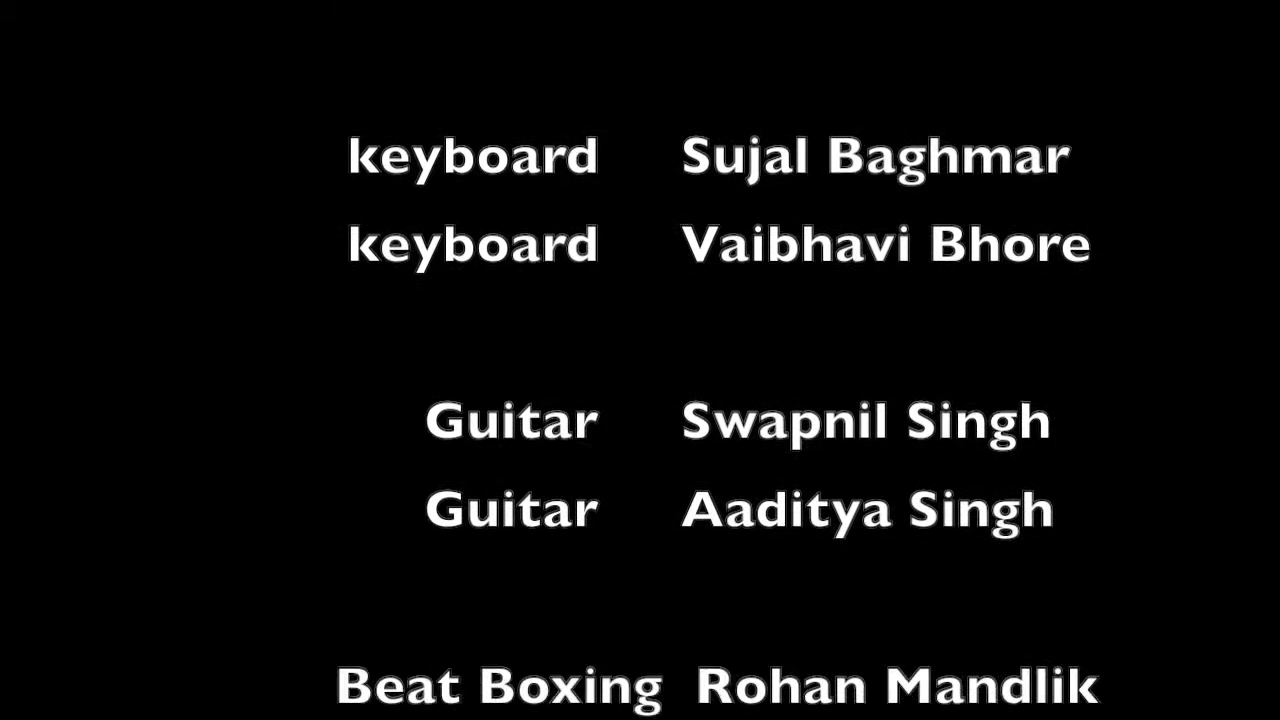 keyboard Sujal Baghmar
keyboard Vaibhavi Bhore
Guitar Swapnil Singh
Guitar Aaditya Singh
Beat Boxing Rohan Mandlik